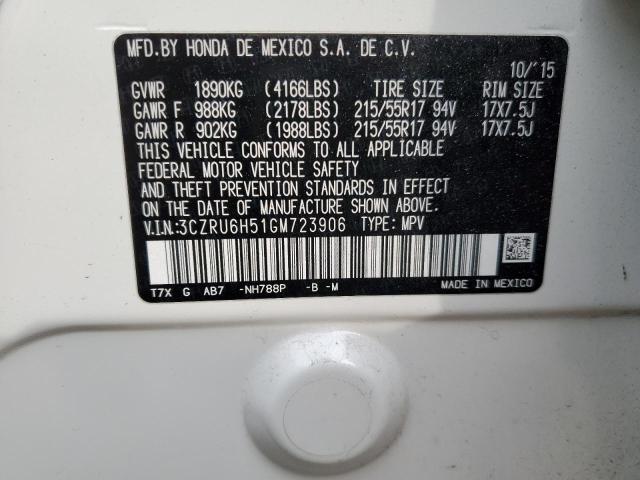 MFD.BY HONDA DE MEXICO S.A. DE C.V.
10/'15
GVWR 1890KG (4166LBS) TIRE SIZE RIM SIZE
GAWR F 988KG (2178LBS) 215/55R17 94V 17X7.5J
GAWR R 902KG (1988LBS) 215/55R17 94V 17X7.5J
THIS VEHICLE CONFORMS TO ALL APPLICABLE
FEDERAL MOTOR VEHICLE SAFETY
AND THEFT PREVENTION STANDARDS IN EFFECT
ON THE DATE OF MANUFACTURE SHOWN ABOVE.
V.I.N.:3CZRU6H51GM723906 TYPE: MPV
T7X G AB7 -NH788P -B -M
MADE IN MEXICO